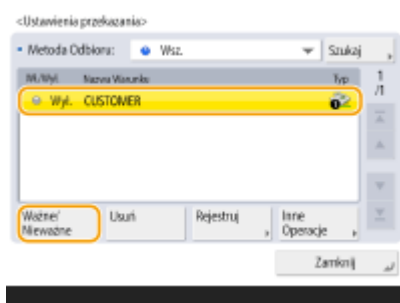 <Ustawienia przekazania>
Metoda Odbioru: Wsz. Szukaj
Wł./Wył. Nazwa Warunku Typ
Wył. CUSTOMER
1
/1
Ważne/ Usuń Rejestruj Inne
Nieważne Operacje
Zamknij